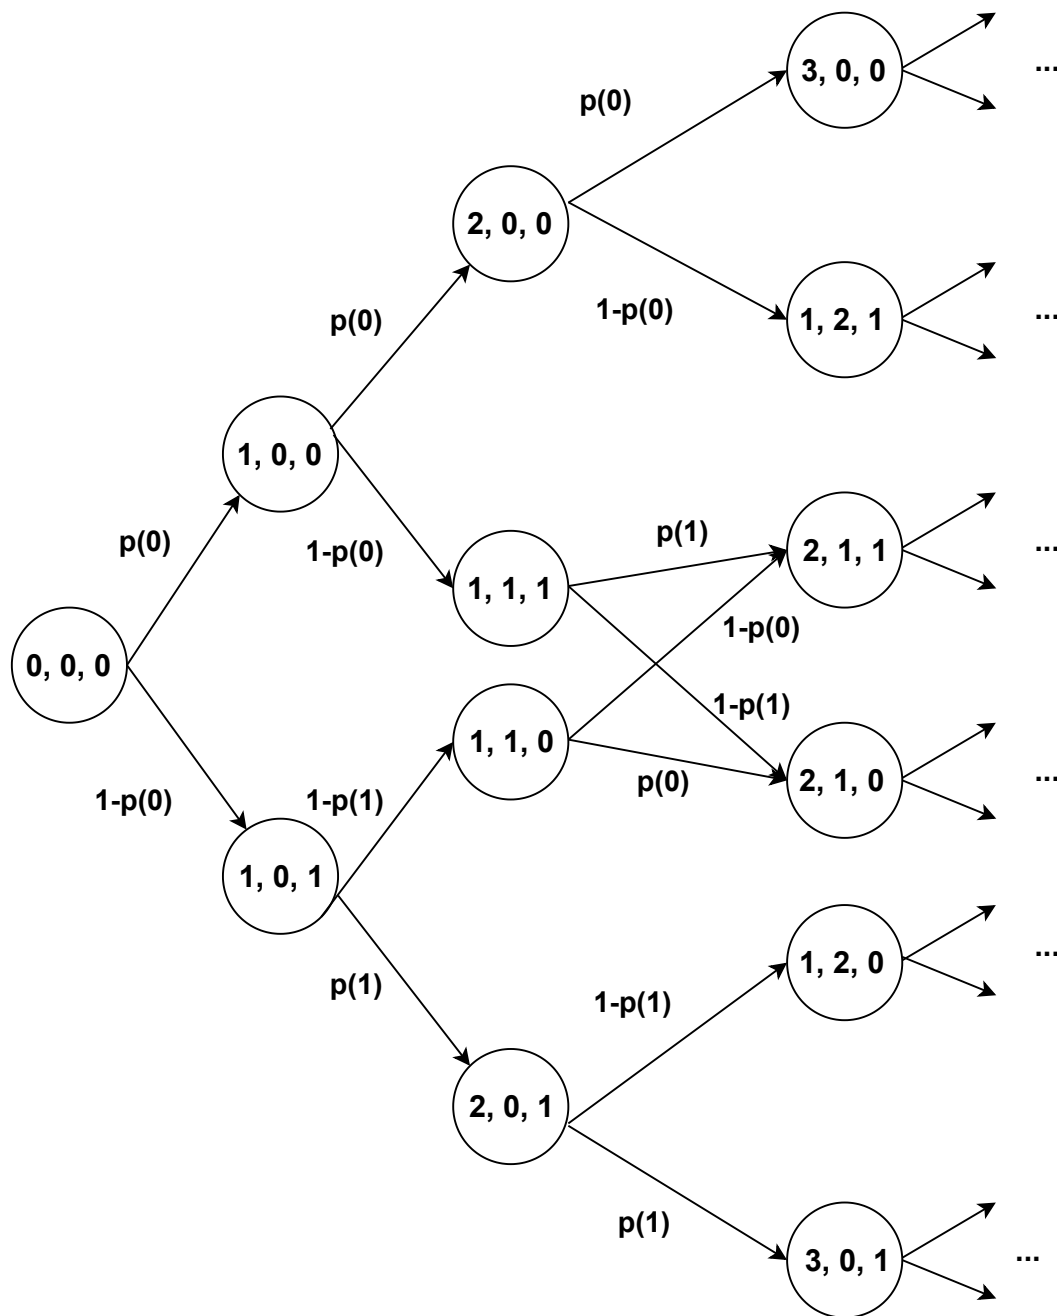 3, 0, 0
...
p(0)
2, 0, 0
1-p(0)
1, 2, 1
...
p(0)
1, 0, 0
p(0)
1-p(0)
p(1)
2, 1, 1
...
1, 1, 1
1-p(0)
0, 0, 0
1-p(1)
1, 1, 0
p(0)
2, 1, 0
...
1-p(0)
1-p(1)
1, 0, 1
p(1)
1-p(1)
1, 2, 0
...
2, 0, 1
p(1)
3, 0, 1
...